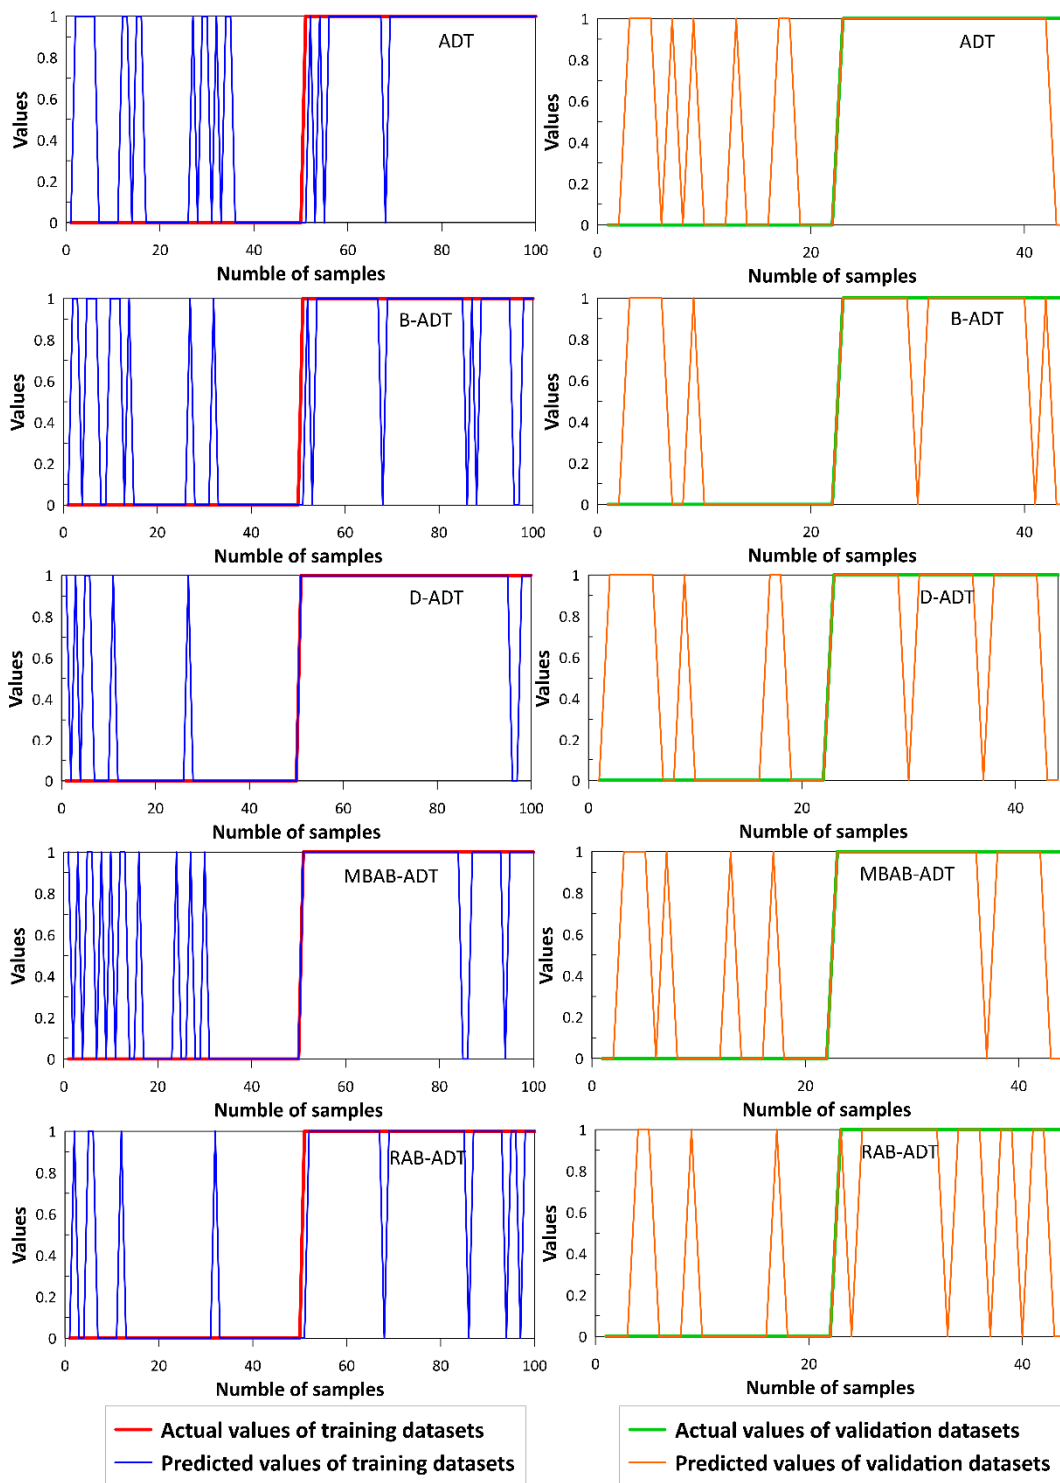 1
0.8
0.6
0.4
0.2
0
Values
ADT
0 20 40 60 80 100
Numble of samples
1
0.8
0.6
0.4
0.2
0
Values
ADT
0 20 40
Numble of samples
1
0.8
0.6
0.4
0.2
0
Values
B-ADT
0 20 40 60 80 100
Numble of samples
1
0.8
0.6
0.4
0.2
0
Values
B-ADT
0 20 40
Numble of samples
1
0.8
0.6
0.4
0.2
0
Values
D-ADT
0 20 40 60 80 100
Numble of samples
1
0.8
0.6
0.4
0.2
0
Values
D-ADT
0 20 40
Numble of samples
1
0.8
0.6
0.4
0.2
0
Values
MBAB-ADT
0 20 40 60 80 100
Numble of samples
1
0.8
0.6
0.4
0.2
0
Values
MBAB-ADT
0 20 40
Numble of samples
1
0.8
0.6
0.4
0.2
0
Values
RAB-ADT
0 20 40 60 80 100
Numble of samples
1
0.8
0.6
0.4
0.2
0
Values
RAB-ADT
0 20 40
Numble of samples
Actual values of training datasets
Predicted values of training datasets
Actual values of validation datasets
Predicted values of validation datasets